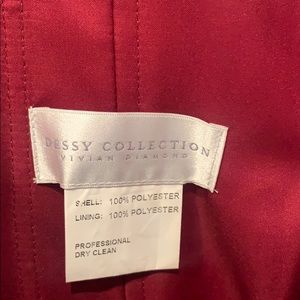 DESSY COLLECTION
VIVIAN DIAMOND
SHELL: 100% POLYESTER
LINING: 100% POLYESTER
PROFESSIONAL
DRY CLEAN